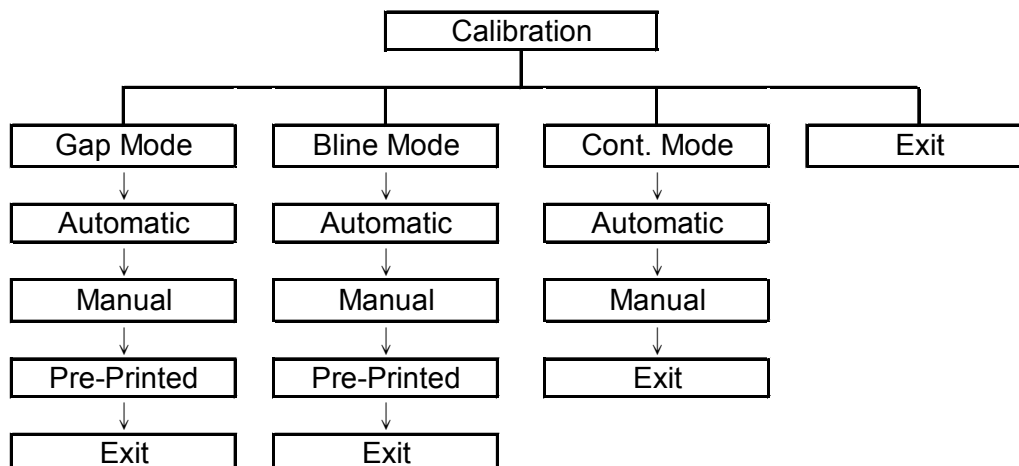 Calibration
Gap Mode
Bline Mode
Cont. Mode
Exit
Automatic
Automatic
Automatic
Manual
Manual
Manual
Pre-Printed
Pre-Printed
Exit
Exit
Exit